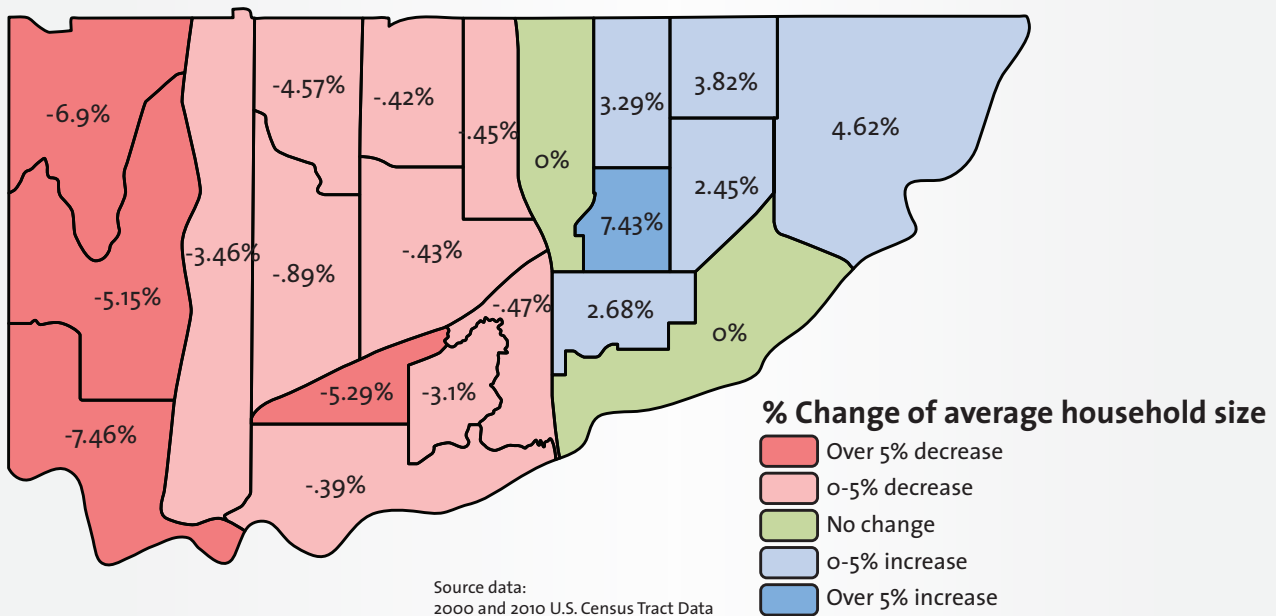 -6.9%
-4.57%
-.42%
-.45%
0%
3.29%
3.82%
4.62%
2.45%
7.43%
-3.46%
-.89%
-.43%
-5.15%
-.47%
2.68%
0%
-5.29%
-3.1%
-7.46%
-.39%
% Change of average household size
Over 5% decrease
0-5% decrease
No change
0-5% increase
Over 5% increase
Source data:
2000 and 2010 U.S. Census Tract Data